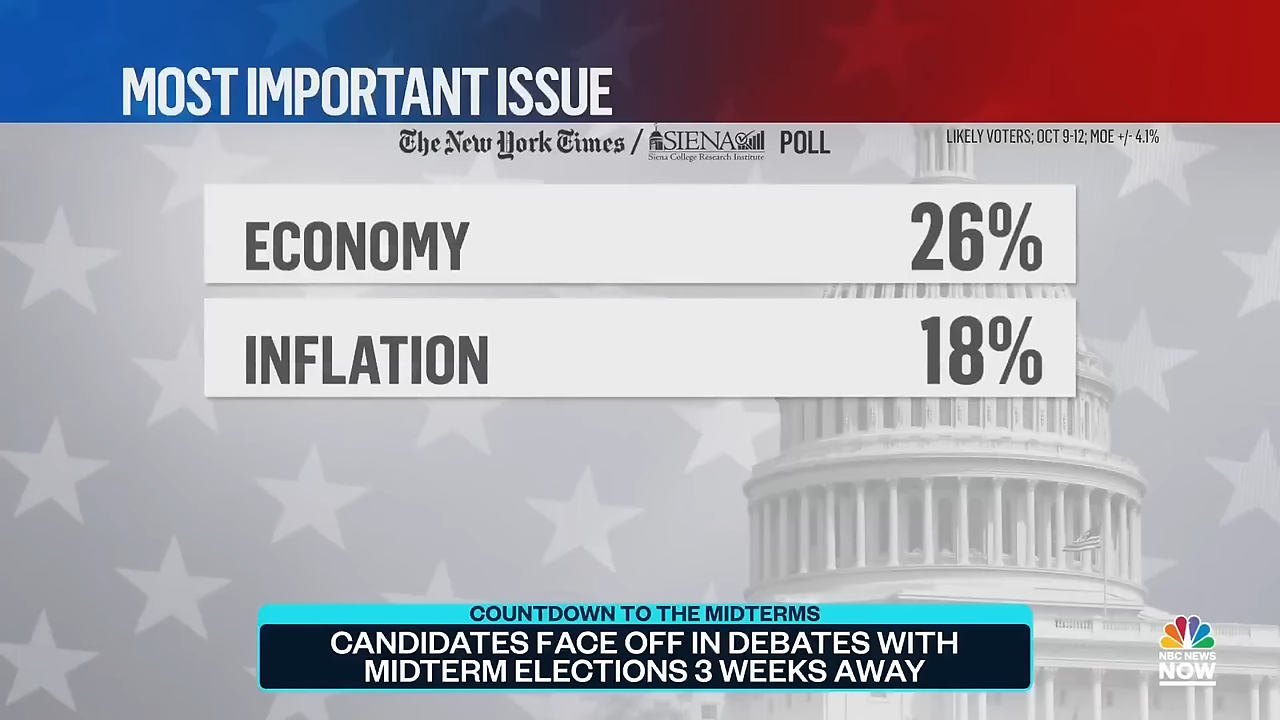 MOST IMPORTANT ISSUE
The New York Times / SIENA POLL
Siena College Research Institute
LIKELY VOTERS; OCT 9-12; MOE +/- 4.1%
ECONOMY 26%
INFLATION 18%
COUNTDOWN TO THE MIDTERMS
CANDIDATES FACE OFF IN DEBATES WITH
MIDTERM ELECTIONS 3 WEEKS AWAY
NBC NEWS
NOW